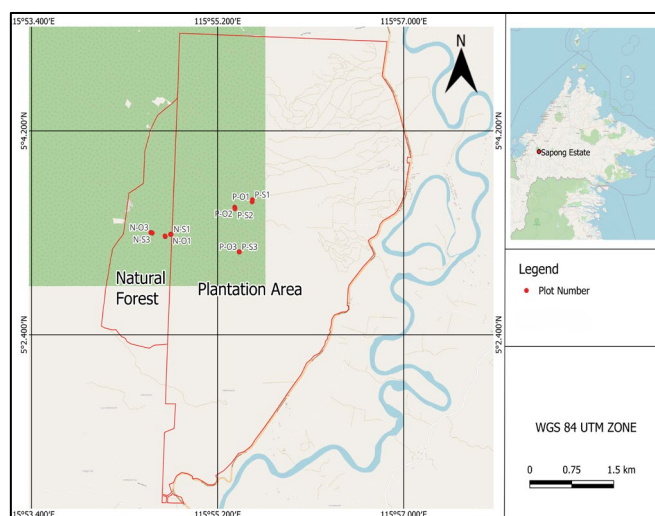 115°53.400'E
115°55.200'E
115°57.000'E
N
5°4.200'N
5°4.200'N
P-O1
P-S1
P-O2
P-S2
N-O3
N-S1
N-S3
N-O1
P-O3
P-S3
Natural
Forest
Plantation Area
5°2.400'N
5°2.400'N
115°53.400'E
115°55.200'E
115°57.000'E
Sapong Estate
Legend
Plot Number
WGS 84 UTM ZONE
0
0.75
1.5 km